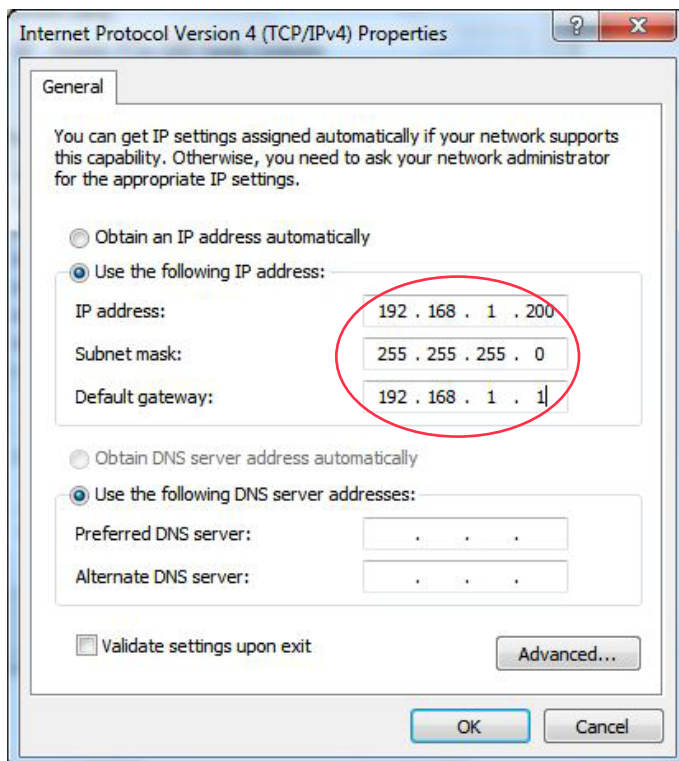 Internet Protocol Version 4 (TCP/IPv4) Properties
General
You can get IP settings assigned automatically if your network supports
this capability. Otherwise, you need to ask your network administrator
for the appropriate IP settings.
Obtain an IP address automatically
Use the following IP address:
IP address: 192 . 168 . 1 . 200
Subnet mask: 255 . 255 . 255 . 0
Default gateway: 192 . 168 . 1 . 1
Obtain DNS server address automatically
Use the following DNS server addresses:
Preferred DNS server: . . .
Alternate DNS server: . . .
Validate settings upon exit
Advanced...
OK Cancel